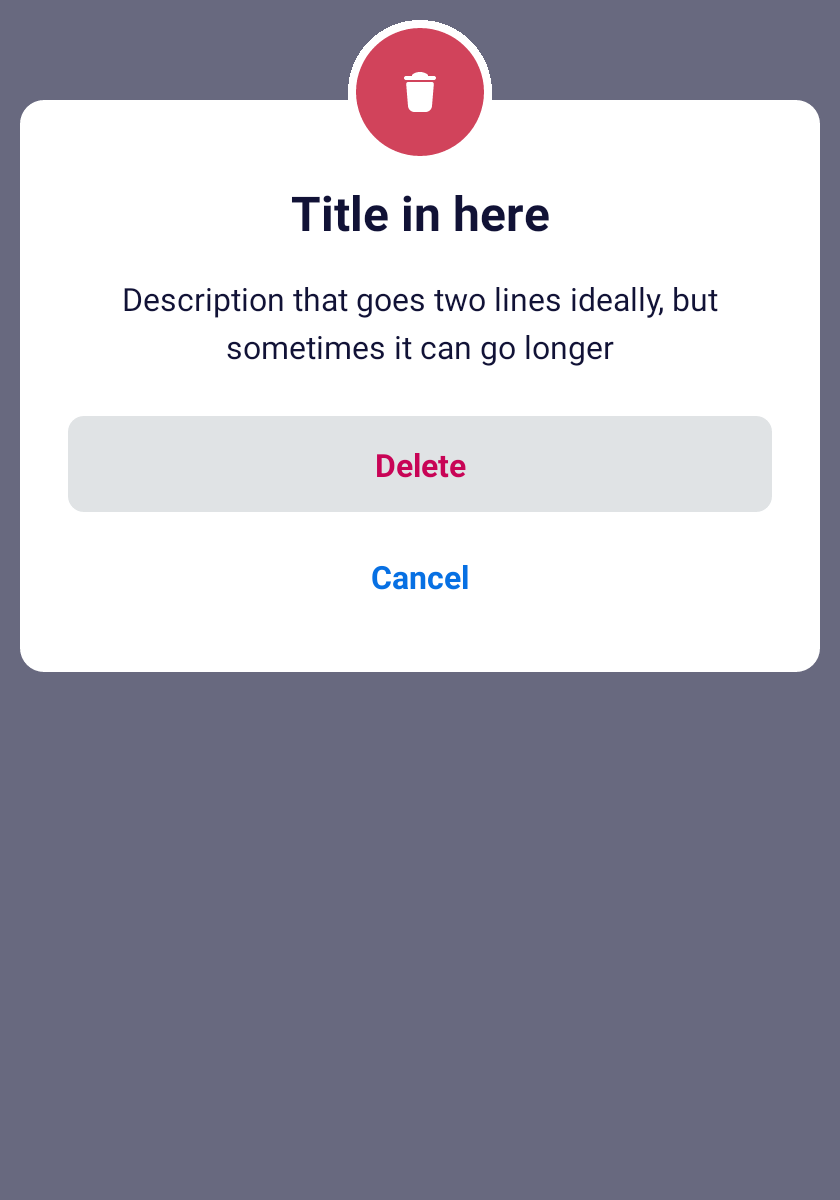 Title in here
Description that goes two lines ideally, but
sometimes it can go longer
Delete
Cancel